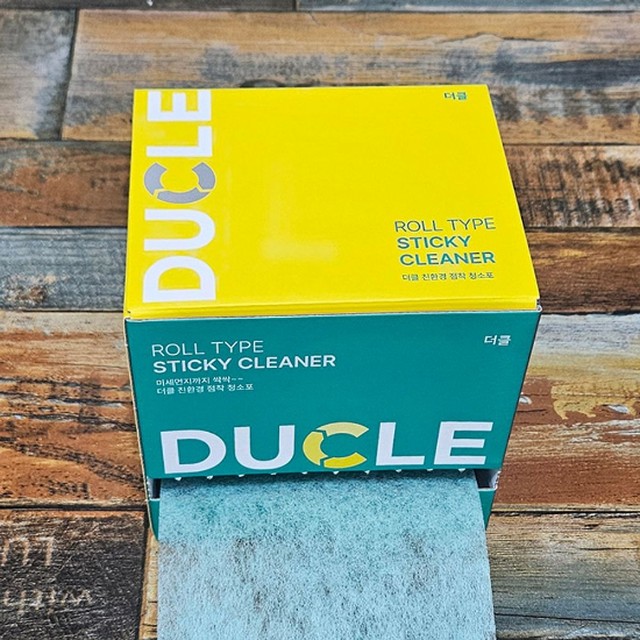 더클
DUCLE
ROLL TYPE
STICKY
CLEANER
더클 친환경 점착 청소포
ROLL TYPE
STICKY CLEANER
더클
미세먼지까지 싹싹~~
더클 친환경 점착 청소포
DUCLE